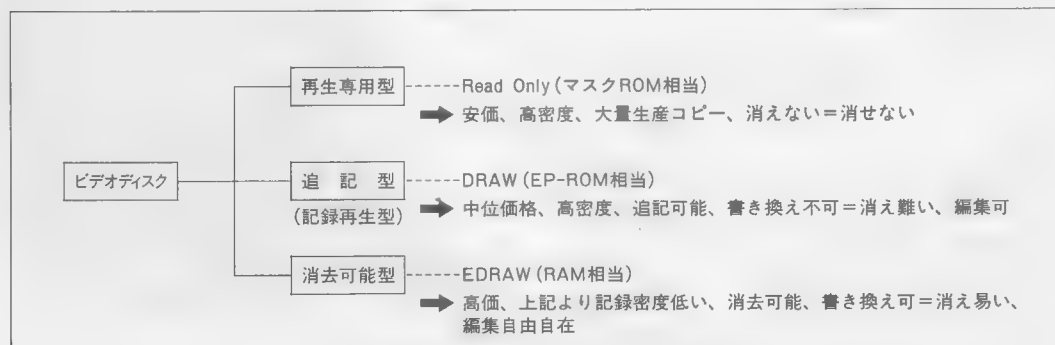 再生専用型 ------Read Only(マスクROM相当)
➡ 安価、高密度、大量生産コピー、消えない=消せない
ビデオディスク
追 記 型 ------DRAW(EP-ROM相当)
(記録再生型) ➡ 中位価格、高密度、追記可能、書き換え不可=消え難い、編集可
消去可能型 ------EDRAW(RAM相当)
➡ 高価、上記より記録密度低い、消去可能、書き換え可=消え易い、
編集自由自在